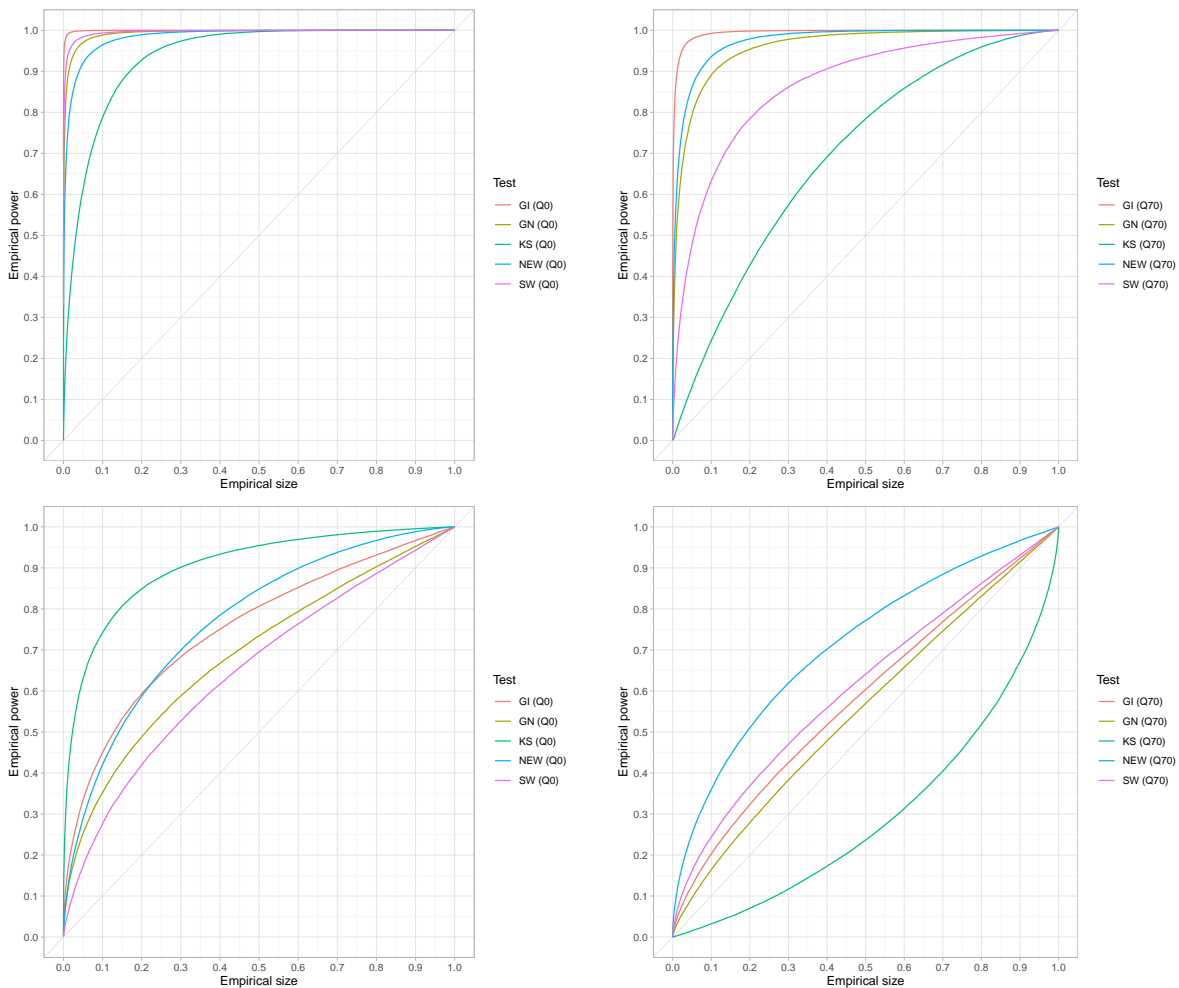 1.0
0.9
0.8
0.7
0.6
0.5
0.4
0.3
0.2
0.1
0.0
Empirical power
0.0 0.1 0.2 0.3 0.4 0.5 0.6 0.7 0.8 0.9 1.0
Empirical size
Test
GI (Q0)
GN (Q0)
KS (Q0)
NEW (Q0)
SW (Q0)
1.0
0.9
0.8
0.7
0.6
0.5
0.4
0.3
0.2
0.1
0.0
Empirical power
0.0 0.1 0.2 0.3 0.4 0.5 0.6 0.7 0.8 0.9 1.0
Empirical size
Test
GI (Q70)
GN (Q70)
KS (Q70)
NEW (Q70)
SW (Q70)
1.0
0.9
0.8
0.7
0.6
0.5
0.4
0.3
0.2
0.1
0.0
Empirical power
0.0 0.1 0.2 0.3 0.4 0.5 0.6 0.7 0.8 0.9 1.0
Empirical size
Test
GI (Q0)
GN (Q0)
KS (Q0)
NEW (Q0)
SW (Q0)
1.0
0.9
0.8
0.7
0.6
0.5
0.4
0.3
0.2
0.1
0.0
Empirical power
0.0 0.1 0.2 0.3 0.4 0.5 0.6 0.7 0.8 0.9 1.0
Empirical size
Test
GI (Q70)
GN (Q70)
KS (Q70)
NEW (Q70)
SW (Q70)